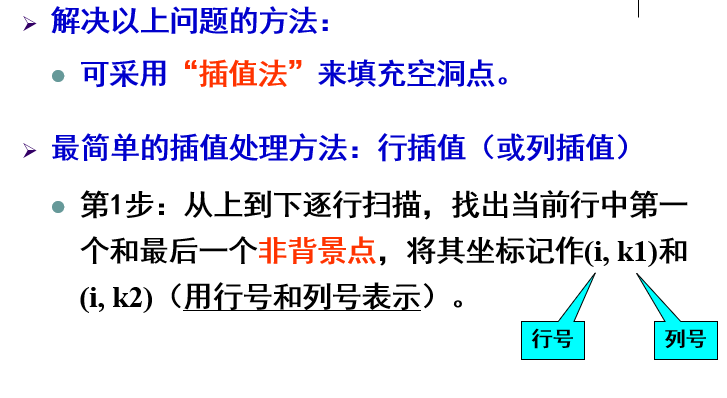 解决以上问题的方法：
可采用“插值法”来填充空洞点。
最简单的插值处理方法：行插值（或列插值）
第1步：从上到下逐行扫描，找出当前行中第一
个和最后一个非背景点，将其坐标记作(i, k1)和
(i, k2)（用行号和列号表示）。
行号
列号